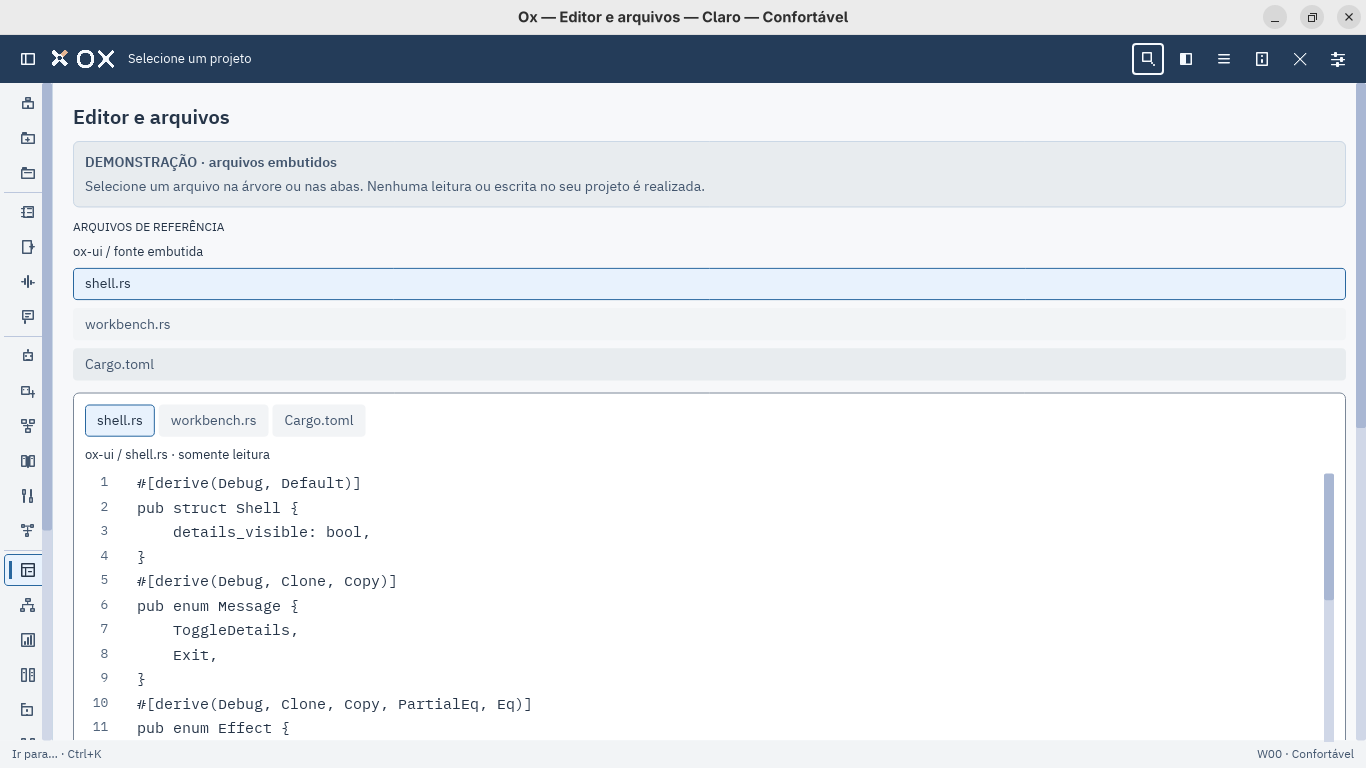 Ox — Editor e arquivos — Claro — Confortável
OX Selecione um projeto
Editor e arquivos
DEMONSTRAÇÃO · arquivos embutidos
Selecione um arquivo na árvore ou nas abas. Nenhuma leitura ou escrita no seu projeto é realizada.
ARQUIVOS DE REFERÊNCIA
ox-ui / fonte embutida
shell.rs
workbench.rs
Cargo.toml
shell.rs workbench.rs Cargo.toml
ox-ui / shell.rs · somente leitura
1 #[derive(Debug, Default)]
2 pub struct Shell {
3     details_visible: bool,
4 }
5 #[derive(Debug, Clone, Copy)]
6 pub enum Message {
7     ToggleDetails,
8     Exit,
9 }
10 #[derive(Debug, Clone, Copy, PartialEq, Eq)]
11 pub enum Effect {
Ir para... · Ctrl+K
W00 · Confortável